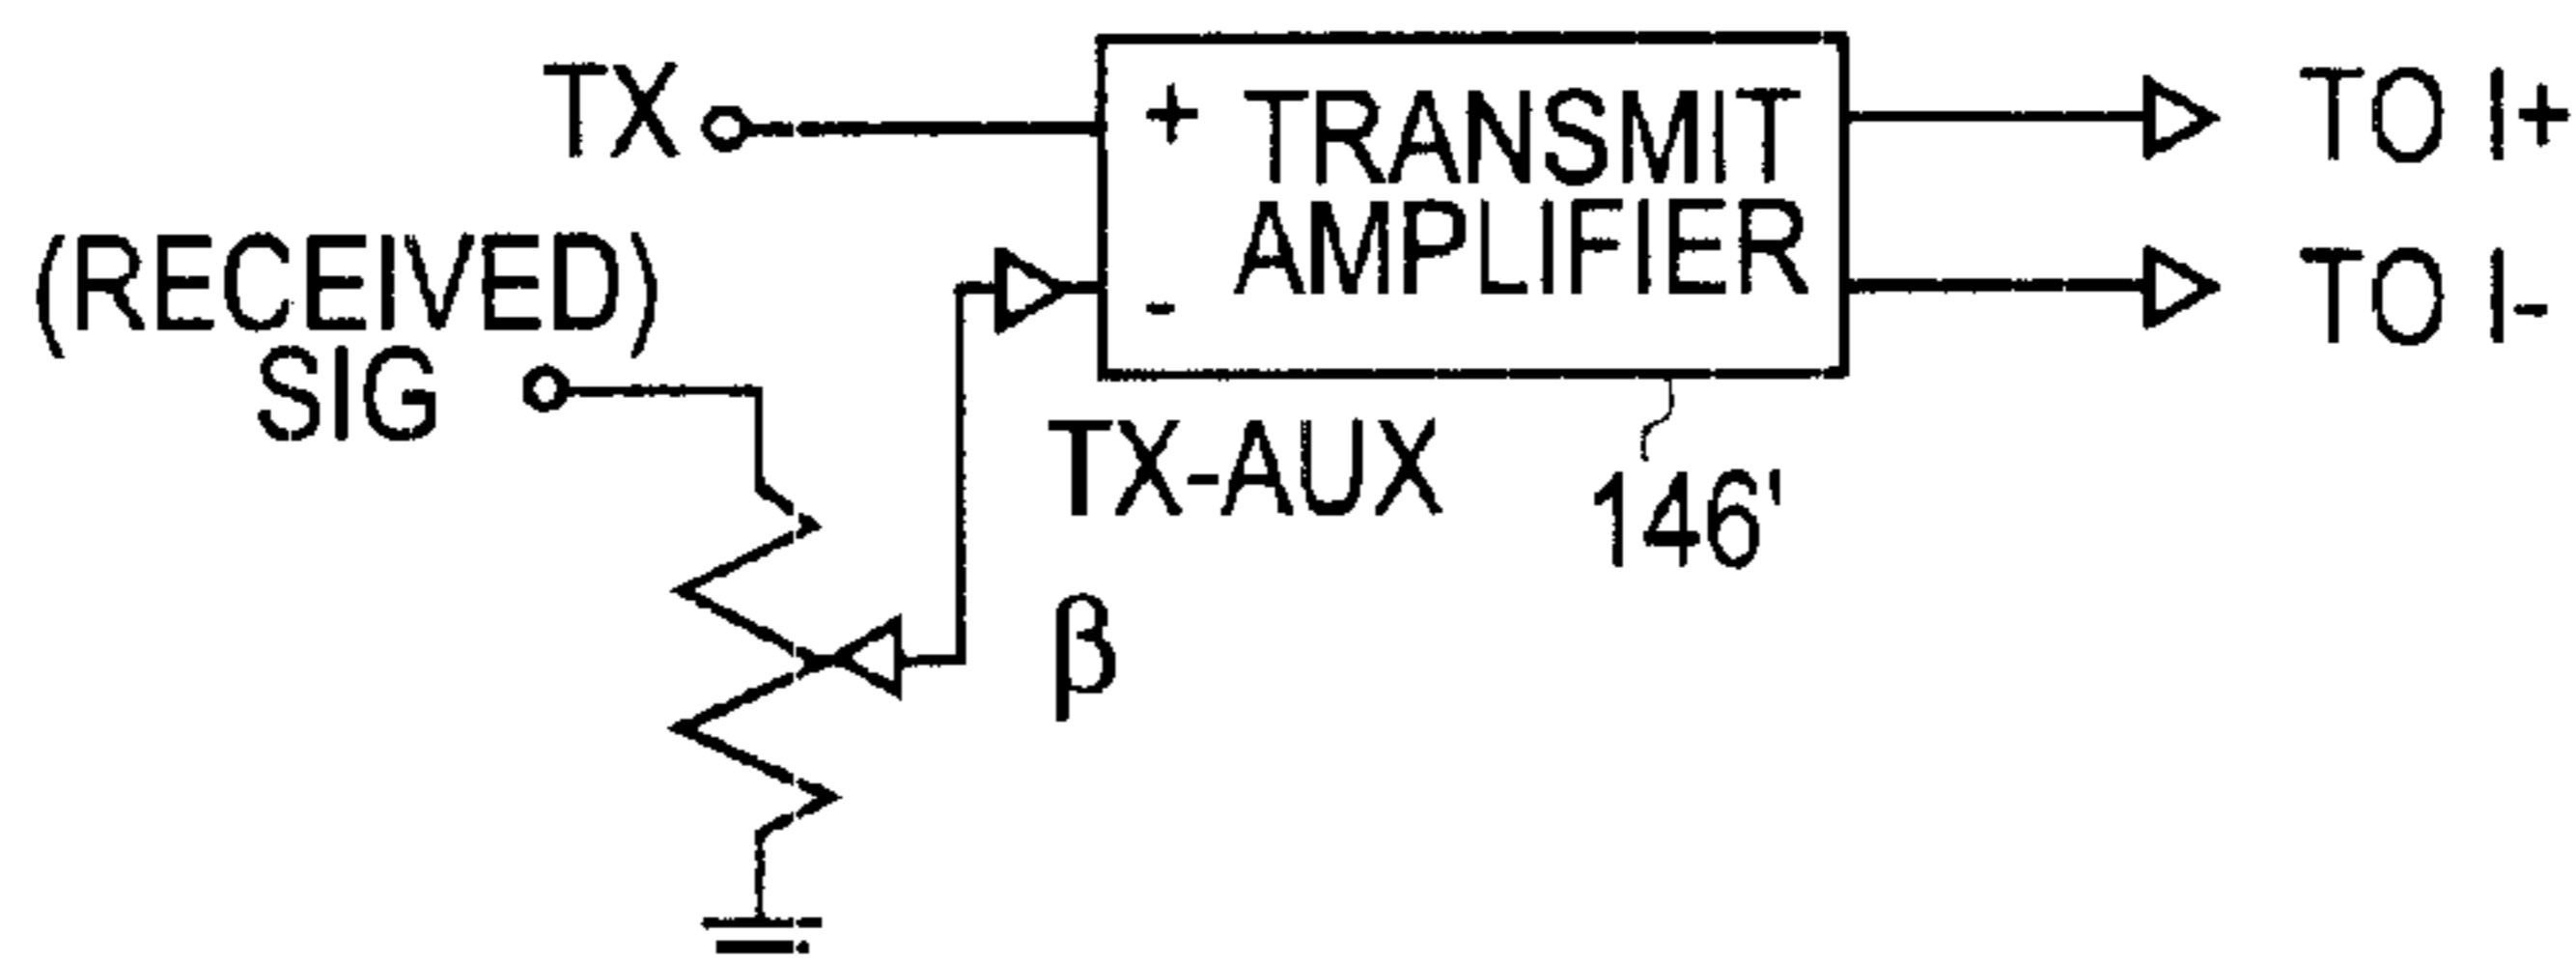 TX
+ TRANSMIT
AMPLIFIER
-
TO I+
TO I-
(RECEIVED)
SIG
TX-AUX
146'
β